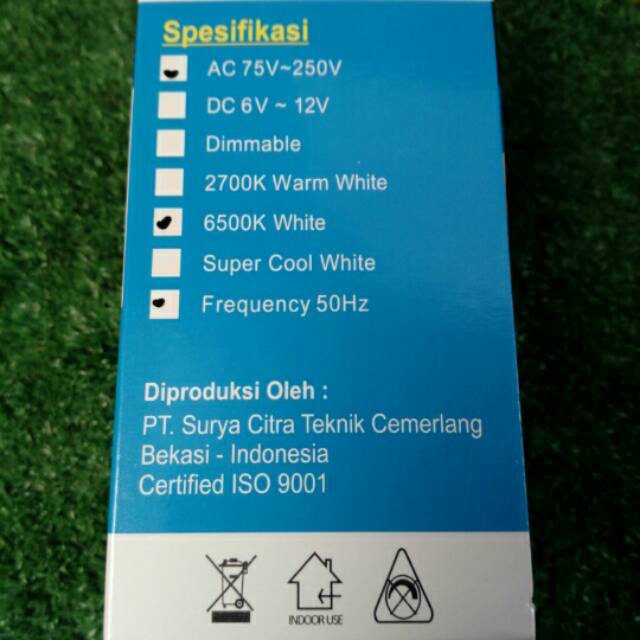 Spesifikasi
AC 75V~250V
DC 6V ~ 12V
Dimmable
2700K Warm White
6500K White
Super Cool White
Frequency 50Hz
Diproduksi Oleh :
PT. Surya Citra Teknik Cemerlang
Bekasi - Indonesia
Certified ISO 9001
INDOOR USE